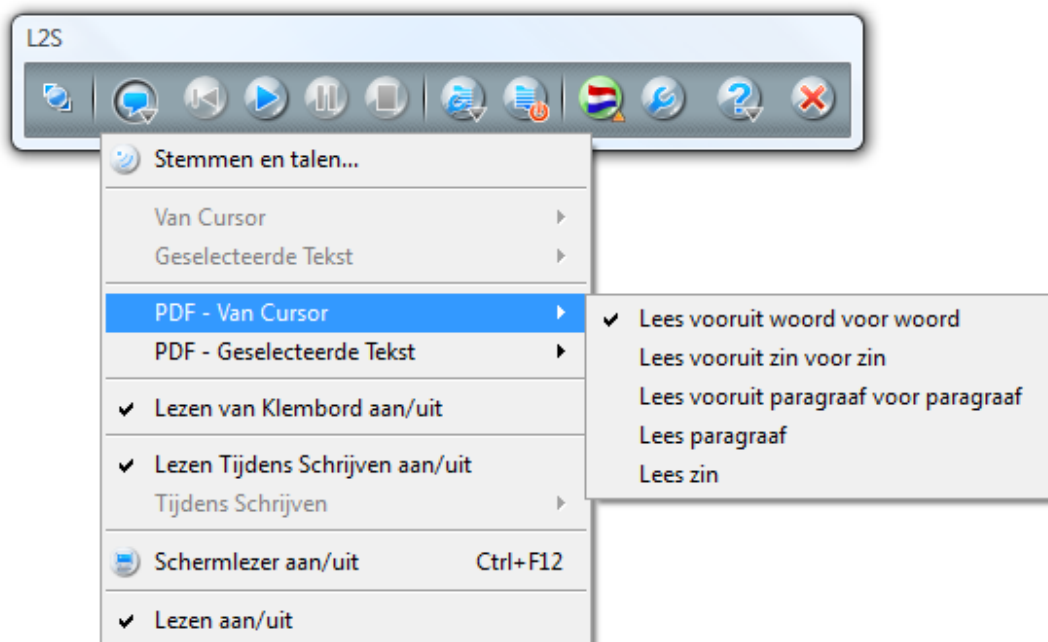 L2S
Stemmen en talen...
Van Cursor
Geselecteerde Tekst
PDF - Van Cursor
PDF - Geselecteerde Tekst
Lezen van Klembord aan/uit
Lezen Tijdens Schrijven aan/uit
Tijdens Schrijven
Schermlezer aan/uit Ctrl+F12
Lezen aan/uit
Lees vooruit woord voor woord
Lees vooruit zin voor zin
Lees vooruit paragraaf voor paragraaf
Lees paragraaf
Lees zin